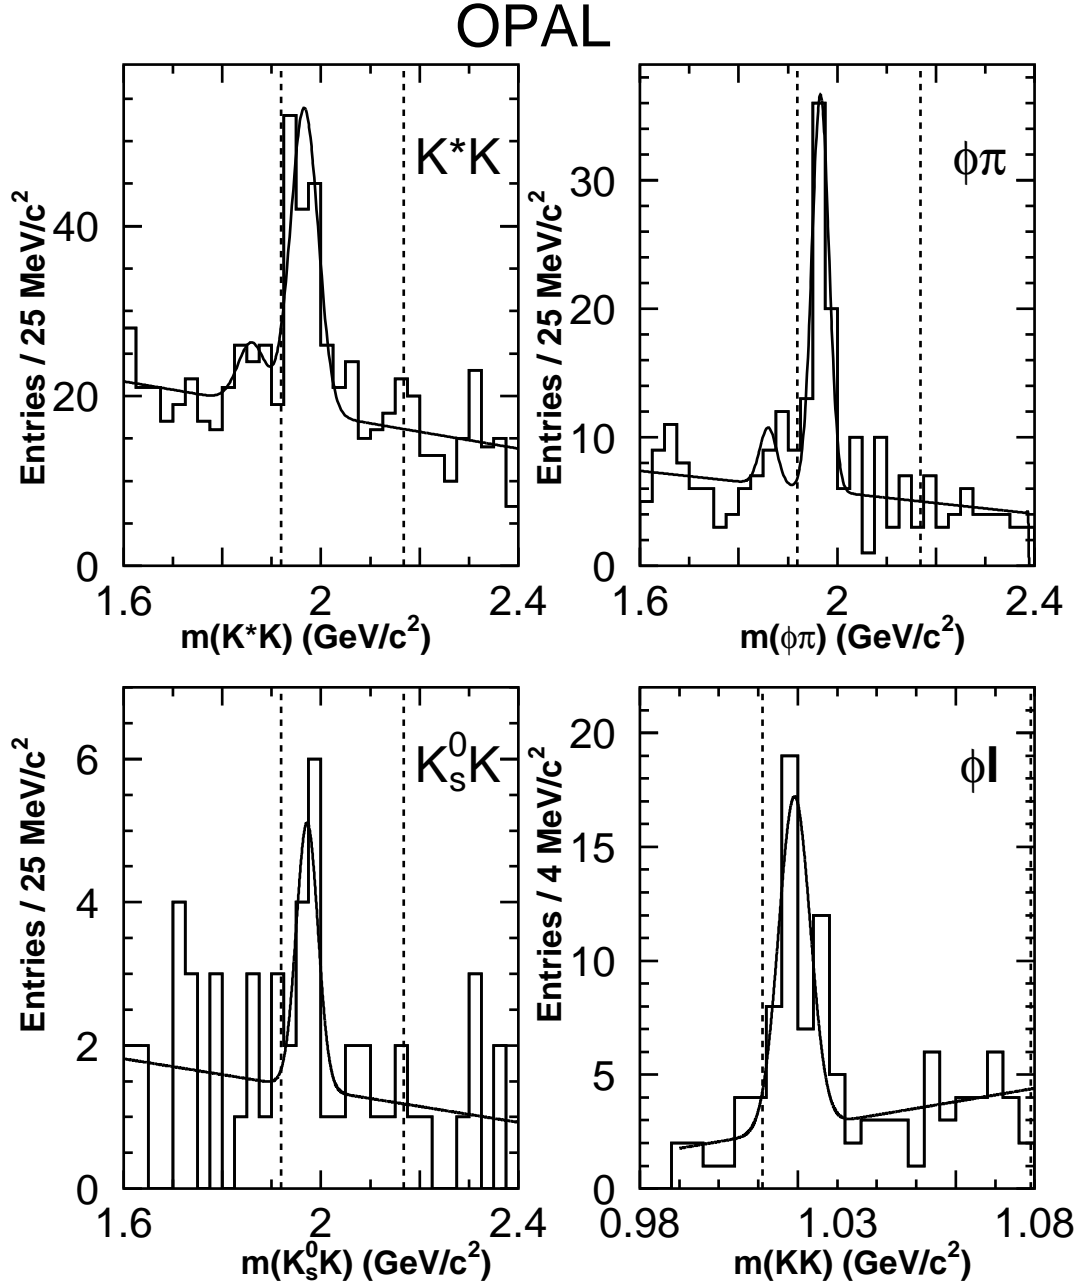 OPAL
Entries / 25 MeV/c²
40
20
0
K*K
1.6 2 2.4
m(K*K) (GeV/c²)
Entries / 25 MeV/c²
30
20
10
0
ϕπ
1.6 2 2.4
m(ϕπ) (GeV/c²)
Entries / 25 MeV/c²
6
4
2
0
K⁰ₛK
1.6 2 2.4
m(K⁰ₛK) (GeV/c²)
Entries / 4 MeV/c²
20
15
10
5
0
ϕl
0.98 1.03 1.08
m(KK) (GeV/c²)